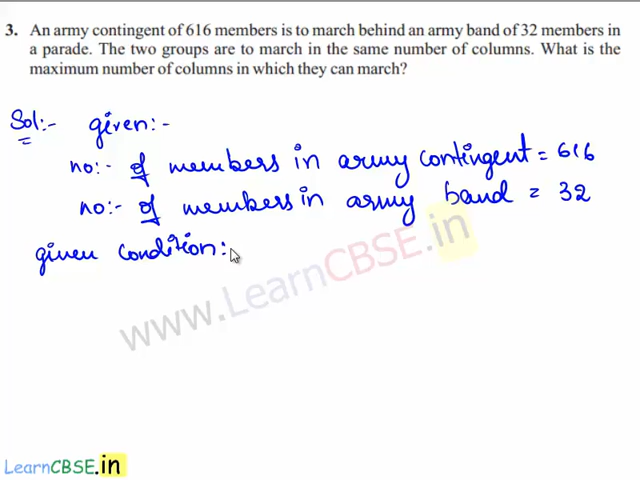 3. An army contingent of 616 members is to march behind an army band of 32 members in
a parade. The two groups are to march in the same number of columns. What is the
maximum number of columns in which they can march?
Sol:- given:-
no:- of members in army contingent = 616
no:- of members in army band = 32
given condition:
www.LearnCBSE.in
LearnCBSE.in